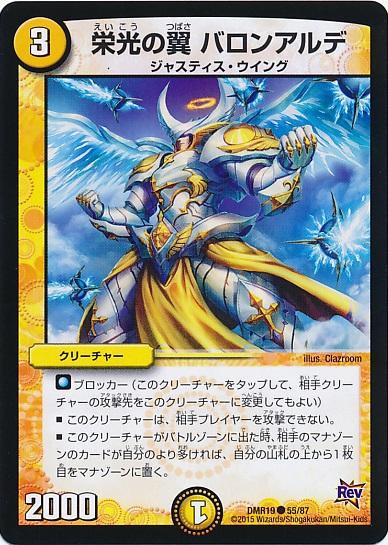 3
えいこう つばさ
栄光の翼 バロンアルデ
ジャスティス・ウイング
クリーチャー
illus. Clazroom
ブロッカー (このクリーチャーをタップして、相手クリー
チャーの攻撃先をこのクリーチャーに変更してもよい)
■ このクリーチャーは、相手プレイヤーを攻撃できない。
■ このクリーチャーがバトルゾーンに出た時、相手のマナゾー
ンのカードが自分のより多ければ、自分の山札の上から1 枚
目をマナゾーンに置く。
2000
1
Rev
DMR19 ● 55/87
©2015 Wizards/Shogakukan/Mitsui-Kids